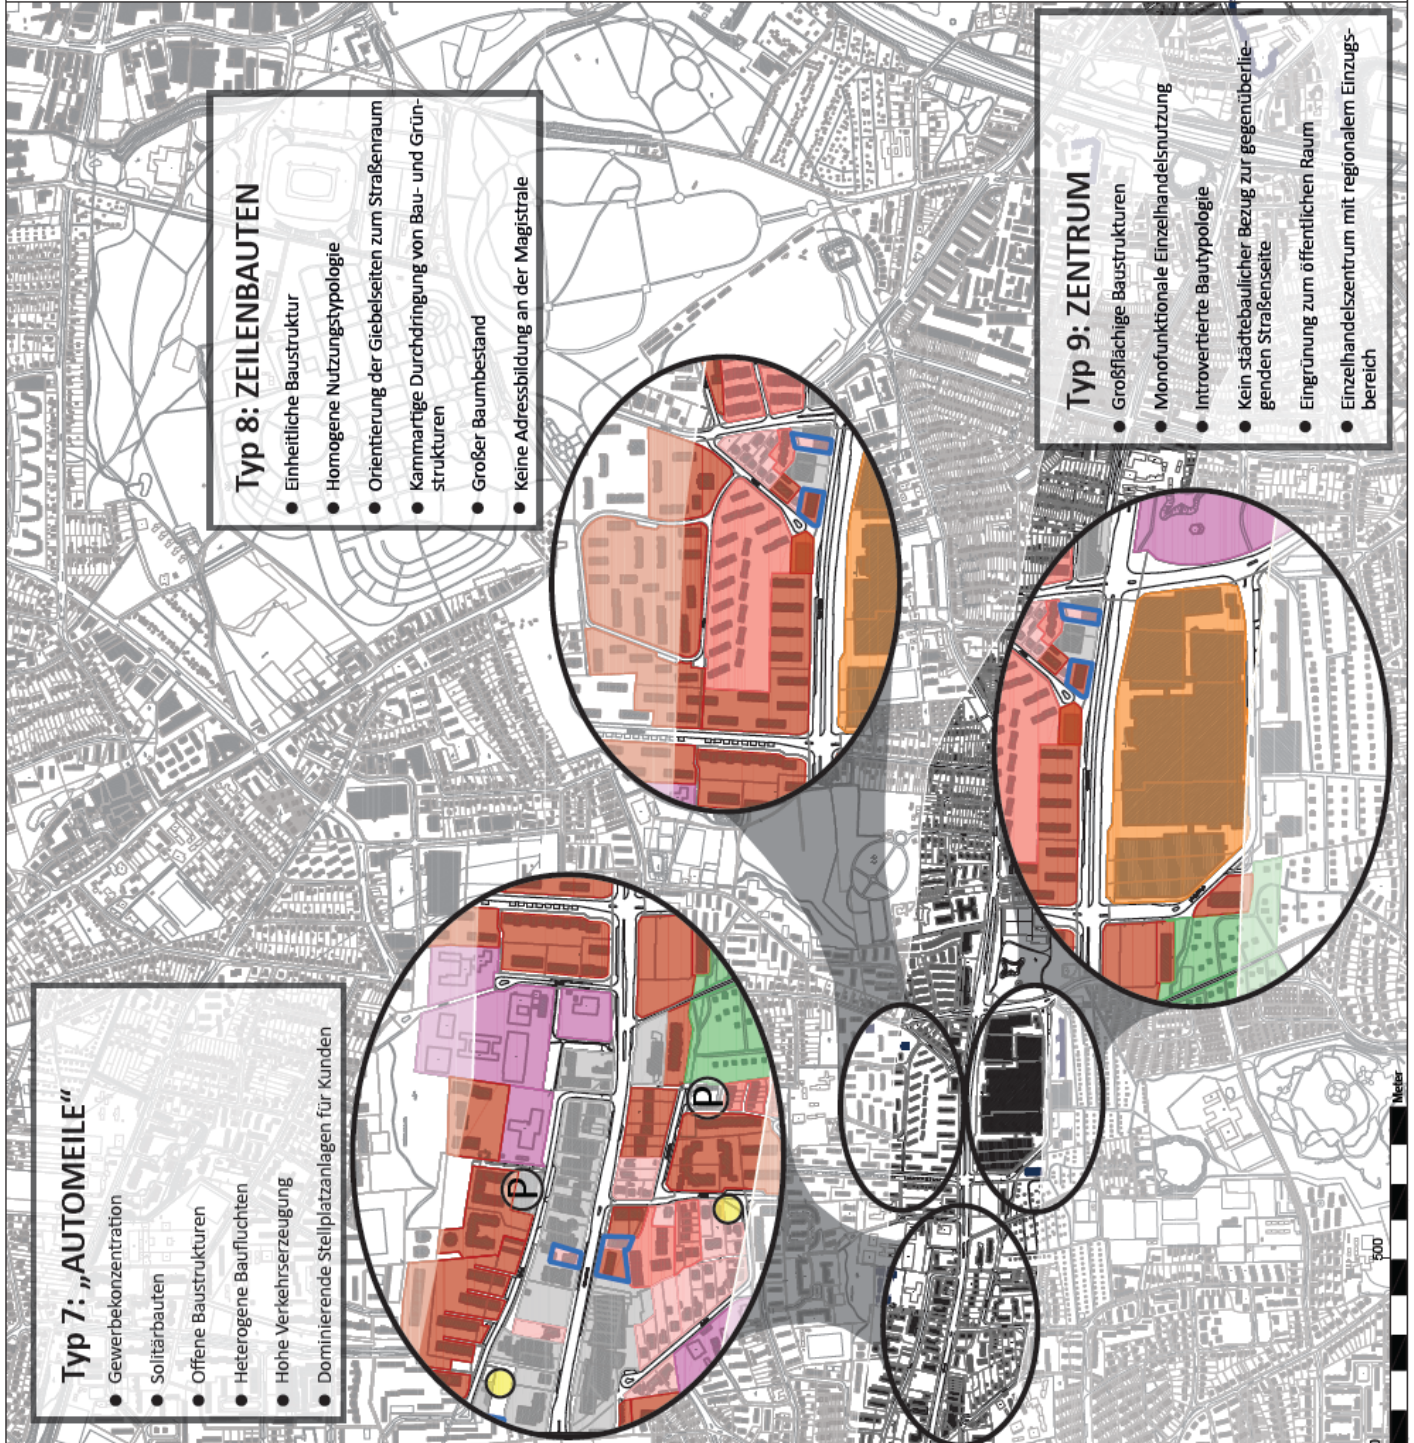 Typ 7: „AUTOMEILE“
● Gewerbekonzentration
● Solitärbauten
● Offene Baustrukturen
● Heterogene Baufluchten
● Hohe Verkehrserzeugung
● Dominierende Stellplatzanlagen für Kunden
Typ 8: ZEILENBAUTEN
● Einheitliche Baustruktur
● Homogene Nutzungstypologie
● Orientierung der Giebelseiten zum Straßenraum
● Kammartige Durchdringung von Bau- und Grün-
strukturen
● Großer Baumbestand
● Keine Adressbildung an der Magistrale
Typ 9: ZENTRUM
● Großflächige Baustrukturen
● Monofunktionale Einzelhandelsnutzung
● Introvertierte Bautypologie
● Kein städtebaulicher Bezug zur gegenüberlie-
genden Straßenseite
● Eingrünung zum öffentlichen Raum
● Einzelhandelszentrum mit regionalem Einzugs-
bereich
P
P
500
Meter